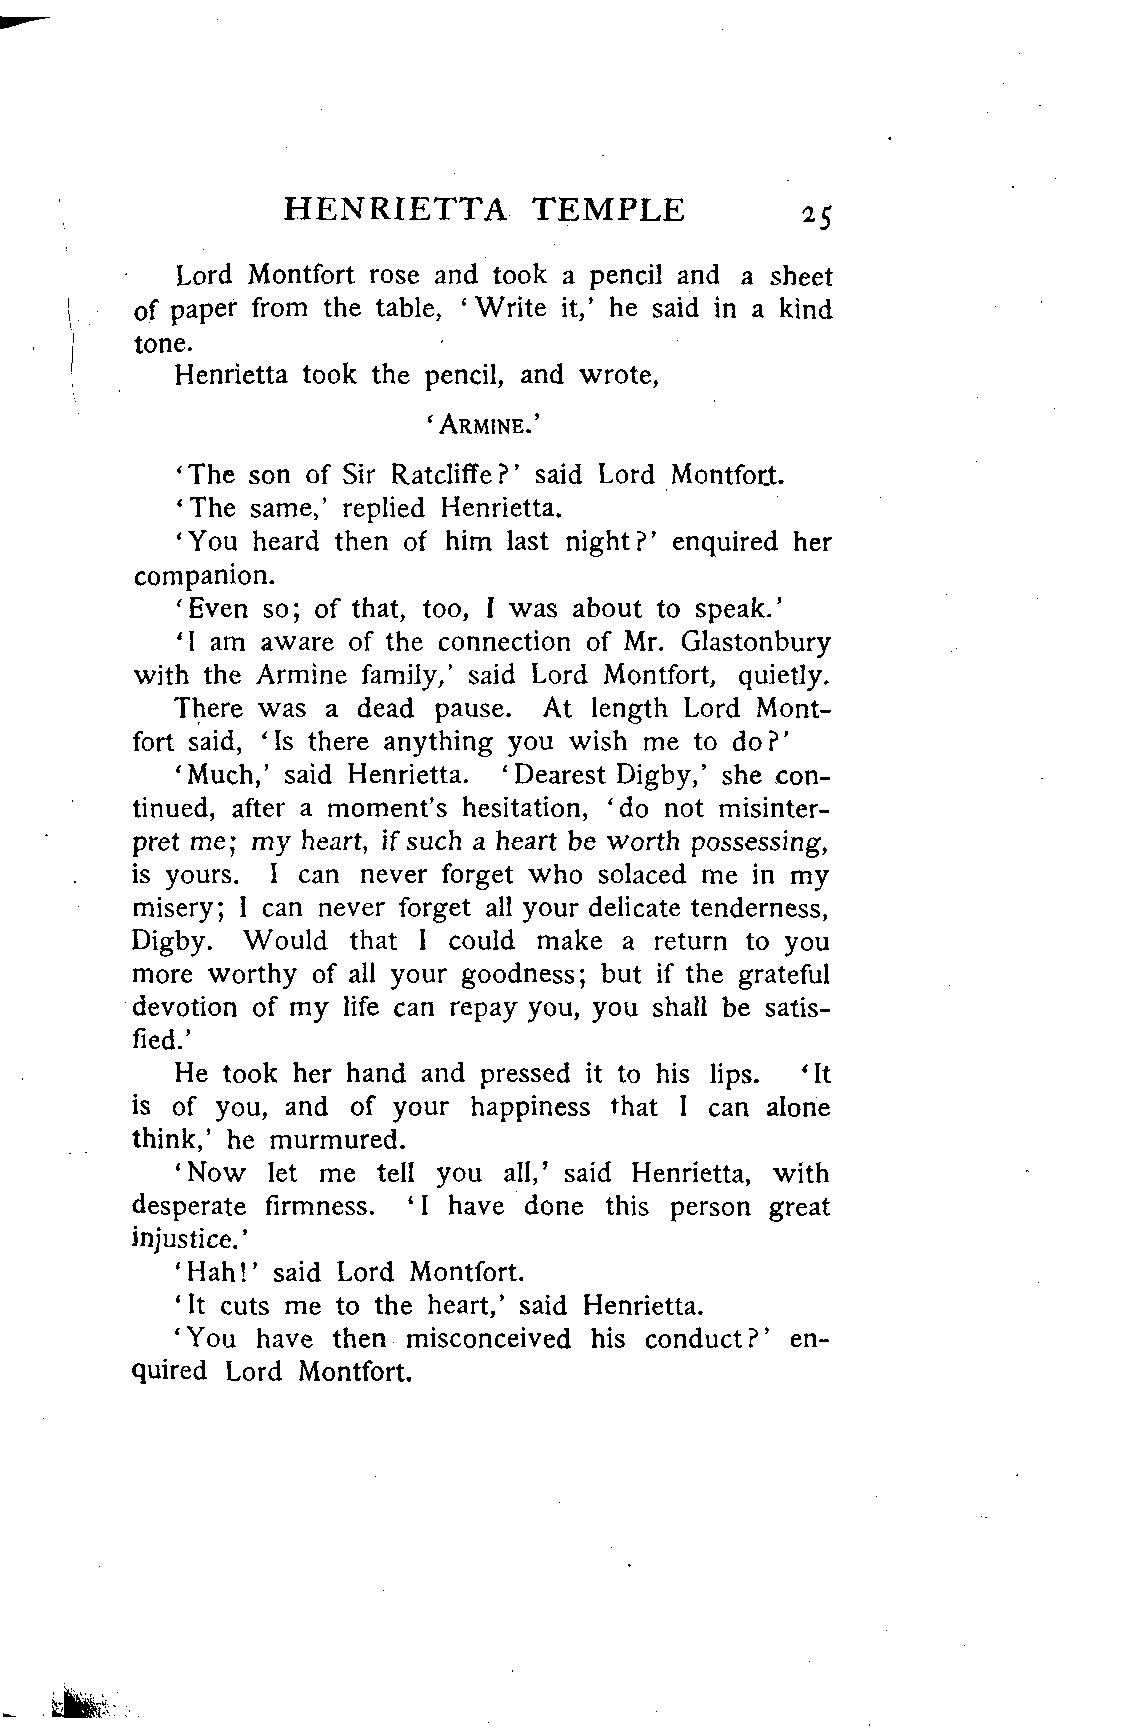 HENRIETTA TEMPLE 25
Lord Montfort rose and took a pencil and a sheet
of paper from the table, ‘Write it,’ he said in a kind
tone.
Henrietta took the pencil, and wrote,
‘ARMINE.’
‘The son of Sir Ratcliffe?’ said Lord Montfort.
‘The same,’ replied Henrietta.
‘You heard then of him last night?’ enquired her
companion.
‘Even so; of that, too, I was about to speak.’
‘I am aware of the connection of Mr. Glastonbury
with the Armine family,’ said Lord Montfort, quietly.
There was a dead pause. At length Lord Mont-
fort said, ‘Is there anything you wish me to do?’
‘Much,’ said Henrietta. ‘Dearest Digby,’ she con-
tinued, after a moment’s hesitation, ‘do not misinter-
pret me; my heart, if such a heart be worth possessing,
is yours. I can never forget who solaced me in my
misery; I can never forget all your delicate tenderness,
Digby. Would that I could make a return to you
more worthy of all your goodness; but if the grateful
devotion of my life can repay you, you shall be satis-
fied.’
He took her hand and pressed it to his lips. ‘It
is of you, and of your happiness that I can alone
think,’ he murmured.
‘Now let me tell you all,’ said Henrietta, with
desperate firmness. ‘I have done this person great
injustice.’
‘Hah!’ said Lord Montfort.
‘It cuts me to the heart,’ said Henrietta.
‘You have then misconceived his conduct?’ en-
quired Lord Montfort.